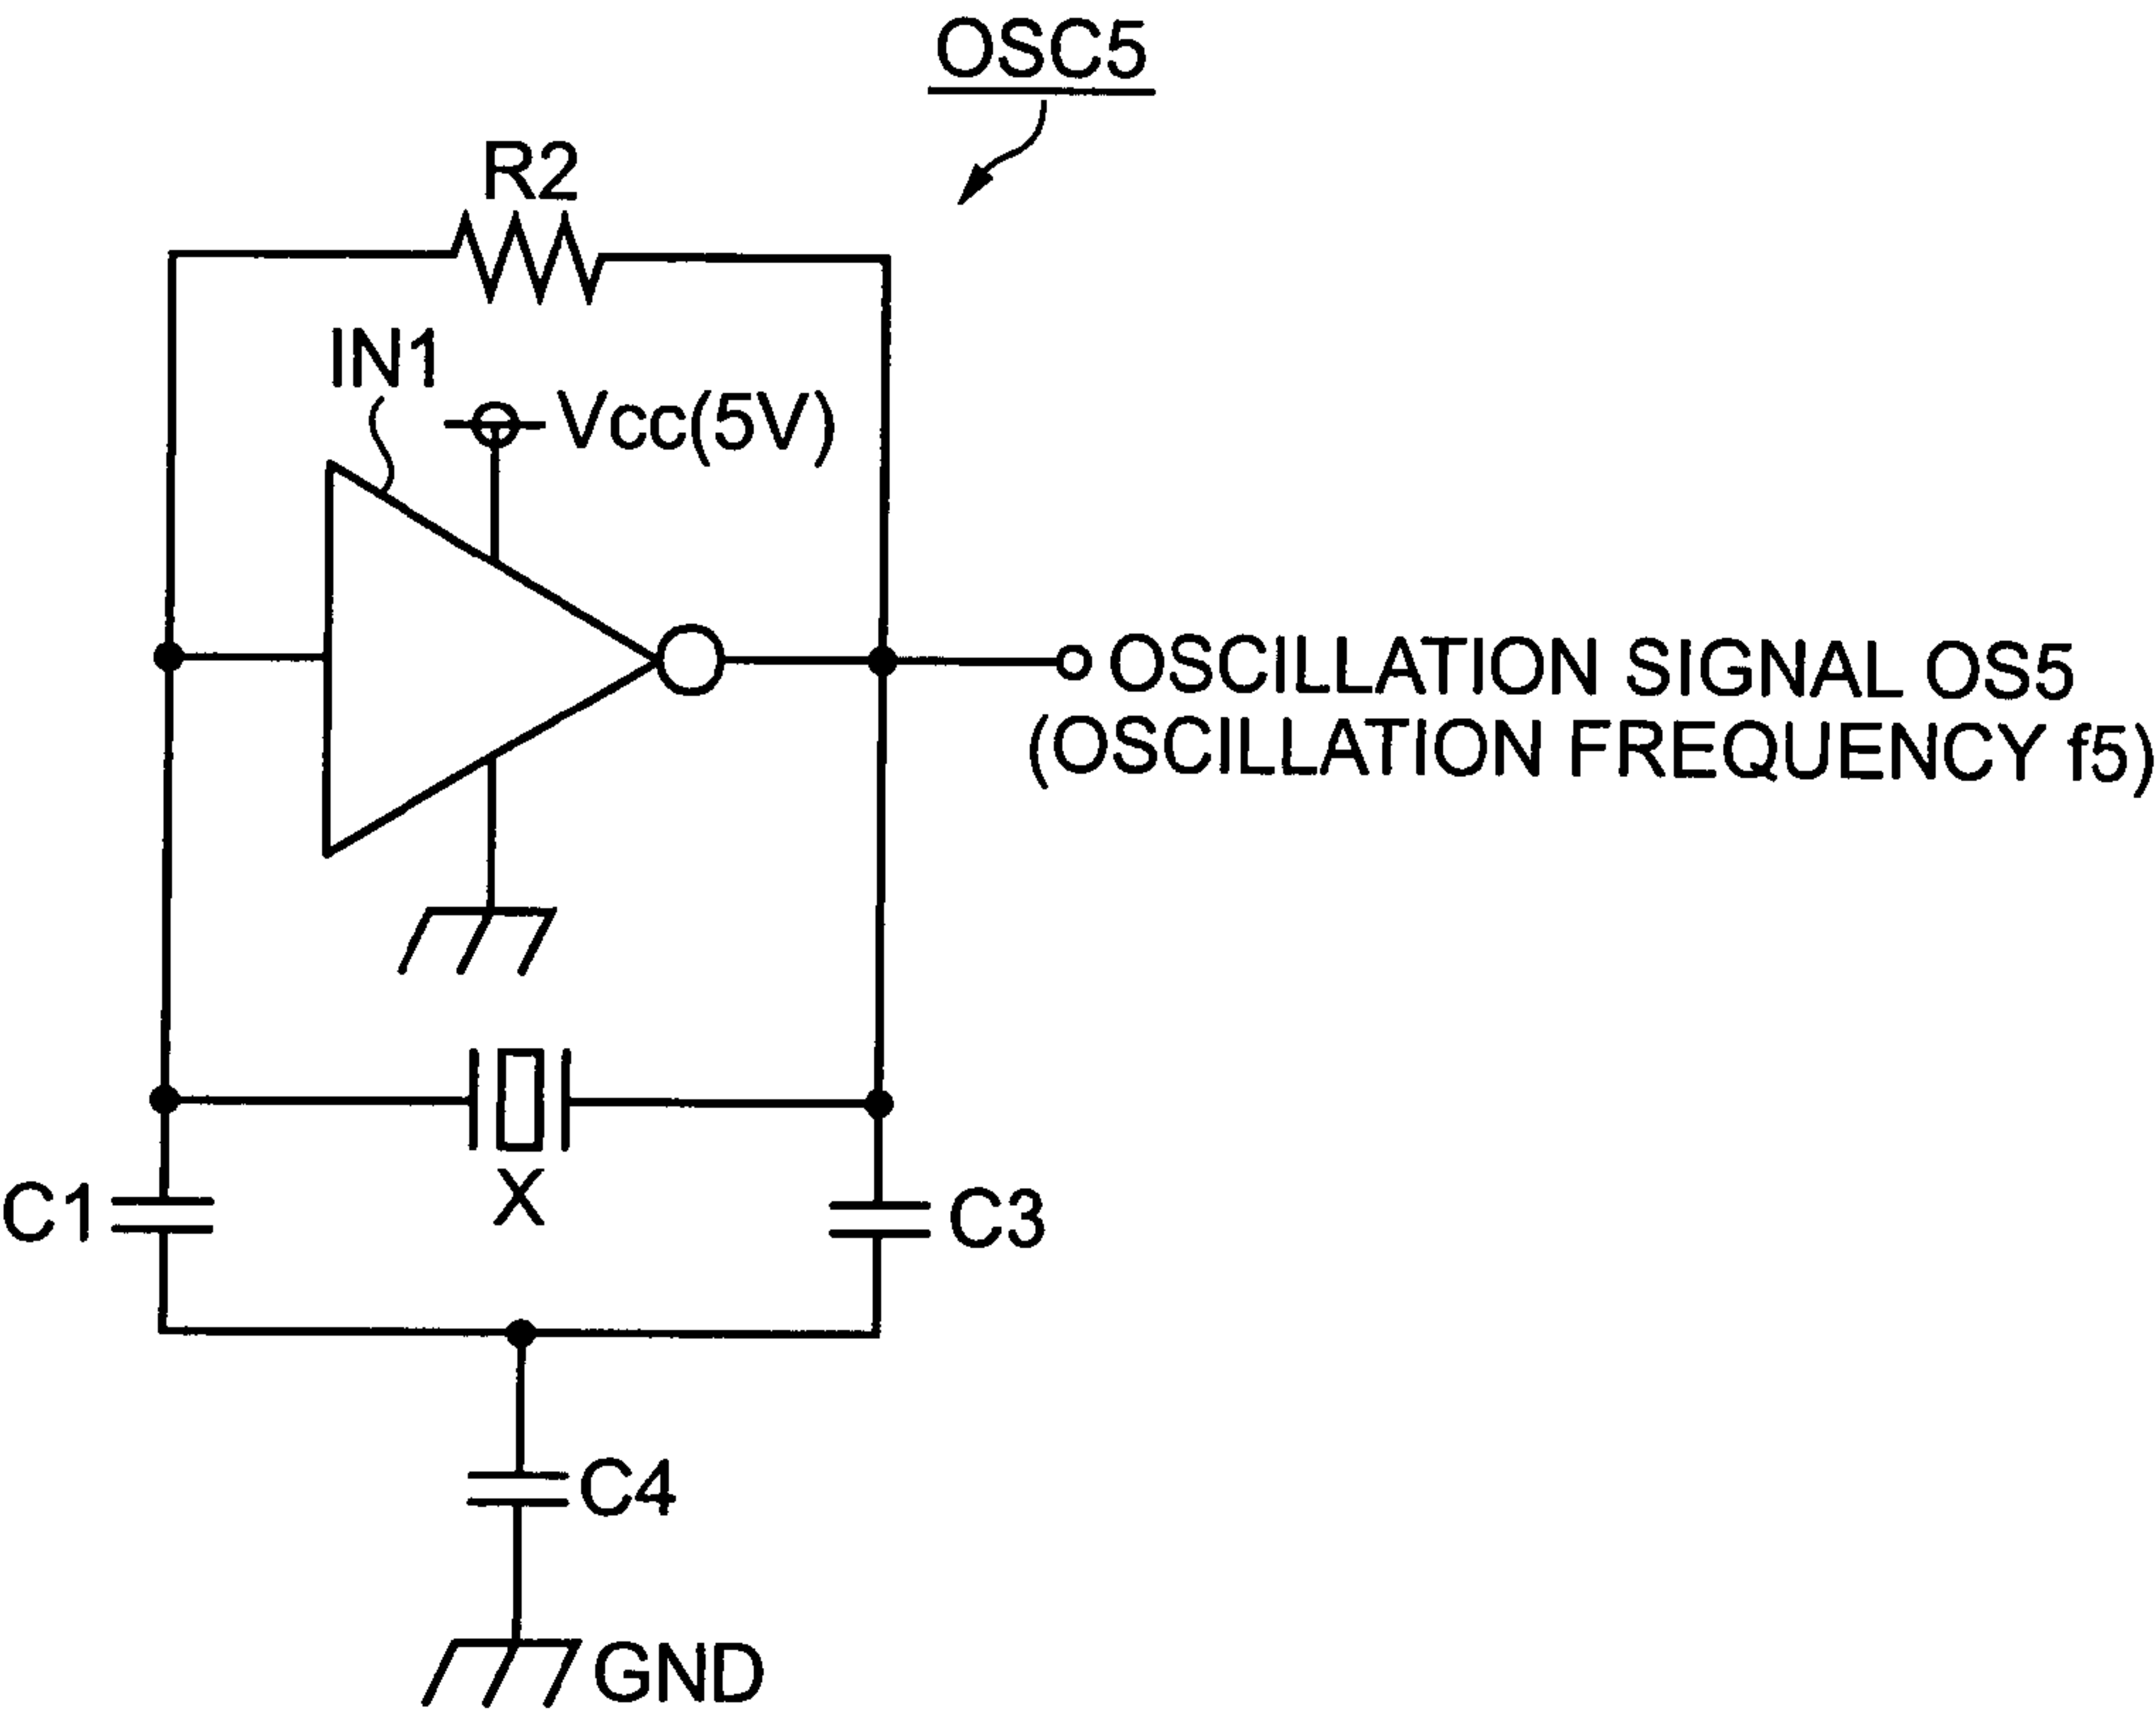 OSC5
R2
IN1
Vcc(5V)
OSCILLATION SIGNAL OS5
(OSCILLATION FREQUENCY f5)
X
C1
C3
C4
GND